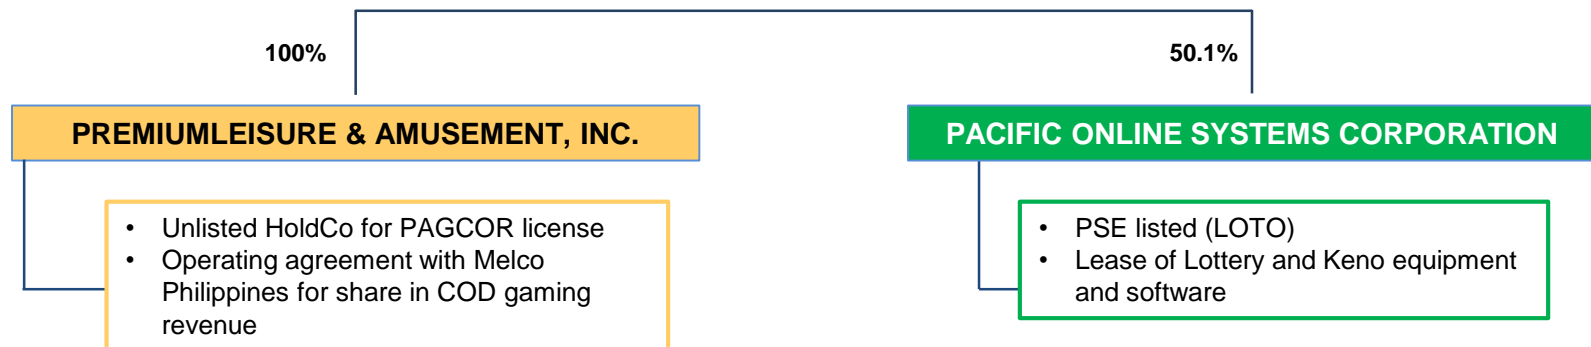 100%
50.1%
PREMIUMLEISURE & AMUSEMENT, INC.
• Unlisted HoldCo for PAGCOR license
• Operating agreement with Melco
Philippines for share in COD gaming
revenue
PACIFIC ONLINE SYSTEMS CORPORATION
• PSE listed (LOTO)
• Lease of Lottery and Keno equipment
and software